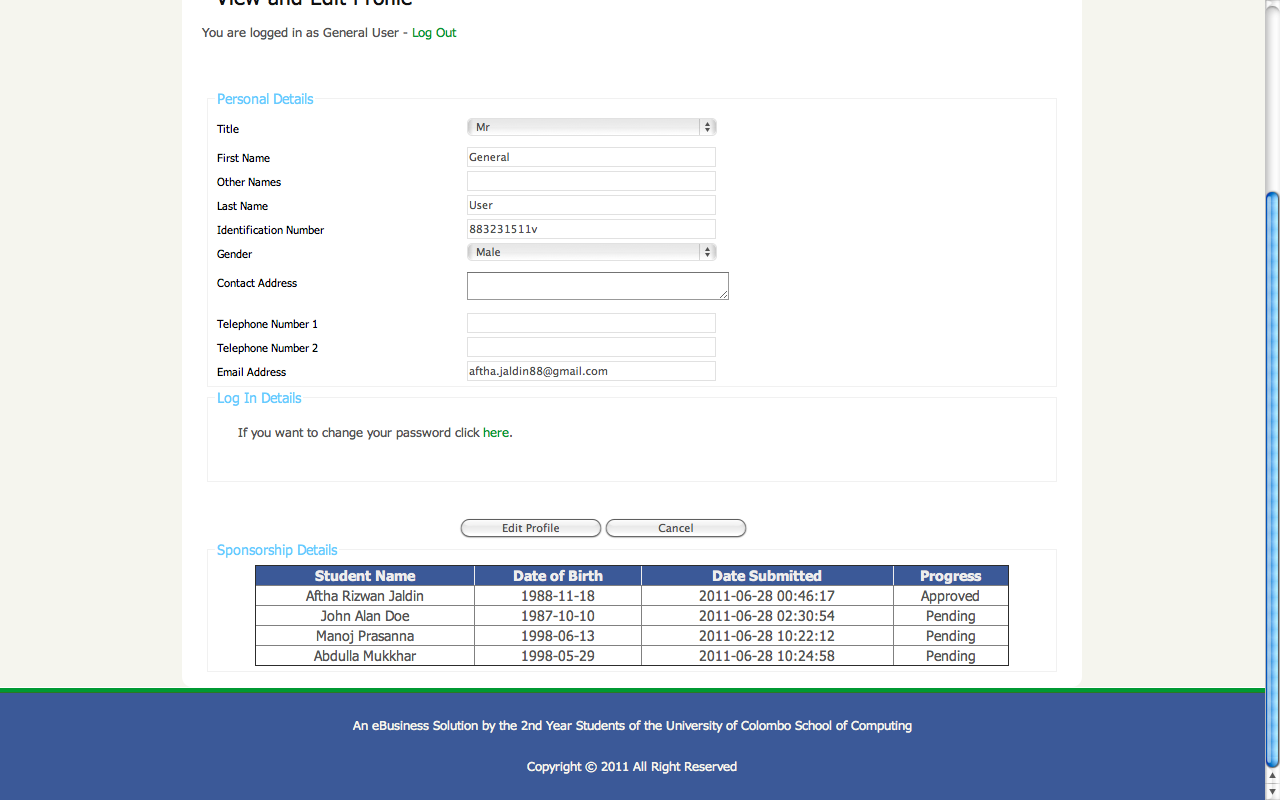 View and Edit Profile
You are logged in as General User - Log Out
Personal Details
Title Mr
First Name General
Other Names
Last Name User
Identification Number 883231511v
Gender Male
Contact Address
Telephone Number 1
Telephone Number 2
Email Address aftha.jaldin88@gmail.com
Log In Details
If you want to change your password click here.
Edit Profile Cancel
Sponsorship Details
Student Name Date of Birth Date Submitted Progress
Aftha Rizwan Jaldin 1988-11-18 2011-06-28 00:46:17 Approved
John Alan Doe 1987-10-10 2011-06-28 02:30:54 Pending
Manoj Prasanna 1998-06-13 2011-06-28 10:22:12 Pending
Abdulla Mukkhar 1998-05-29 2011-06-28 10:24:58 Pending
An eBusiness Solution by the 2nd Year Students of the University of Colombo School of Computing
Copyright © 2011 All Right Reserved